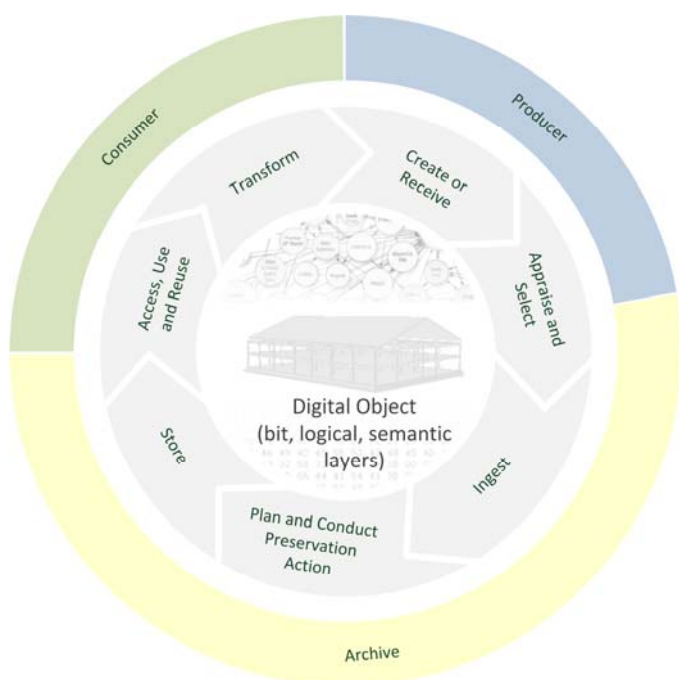 Consumer
Producer
Transform
Create or
Receive
Appraise and
Select
Ingest
Plan and Conduct
Preservation
Action
Store
Access, Use
and Reuse
Digital Object
(bit, logical, semantic
layers)
Archive